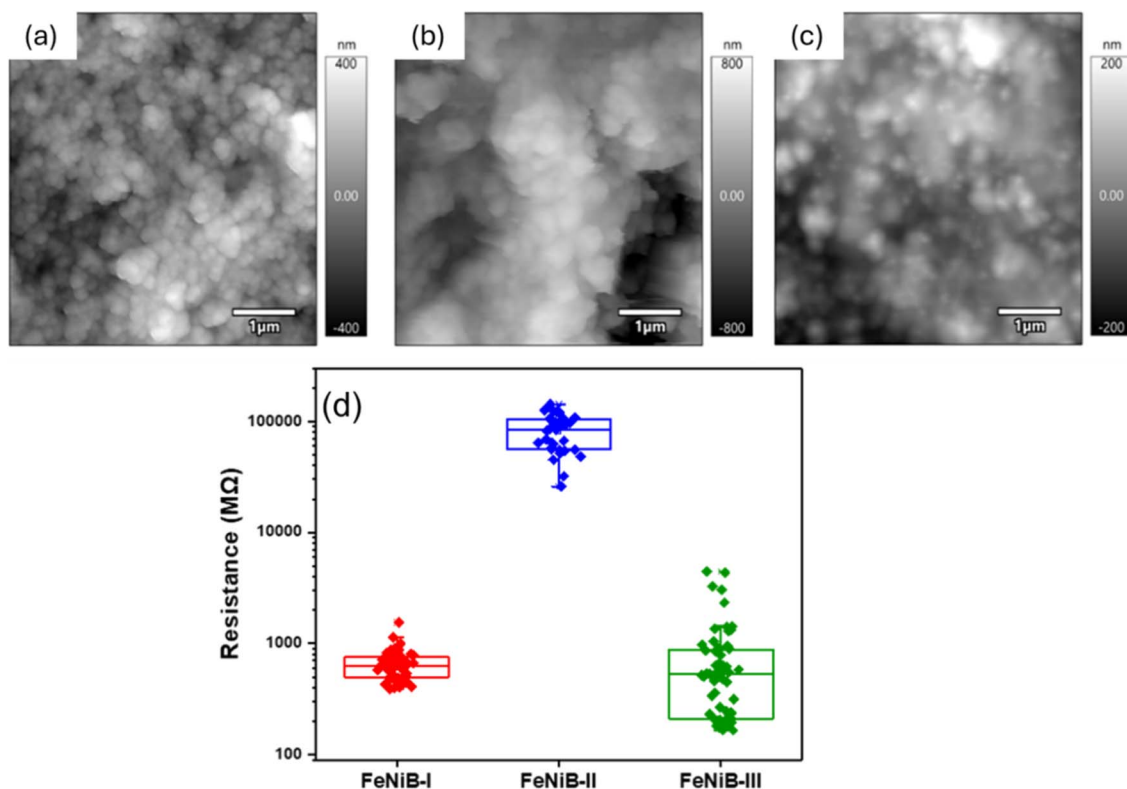 (a)
nm
400
0.00
-400
1μm
(b)
nm
800
0.00
-800
1μm
(c)
nm
200
0.00
-200
1μm
(d)
Resistance (MΩ)
100000
10000
1000
100
FeNiB-I
FeNiB-II
FeNiB-III